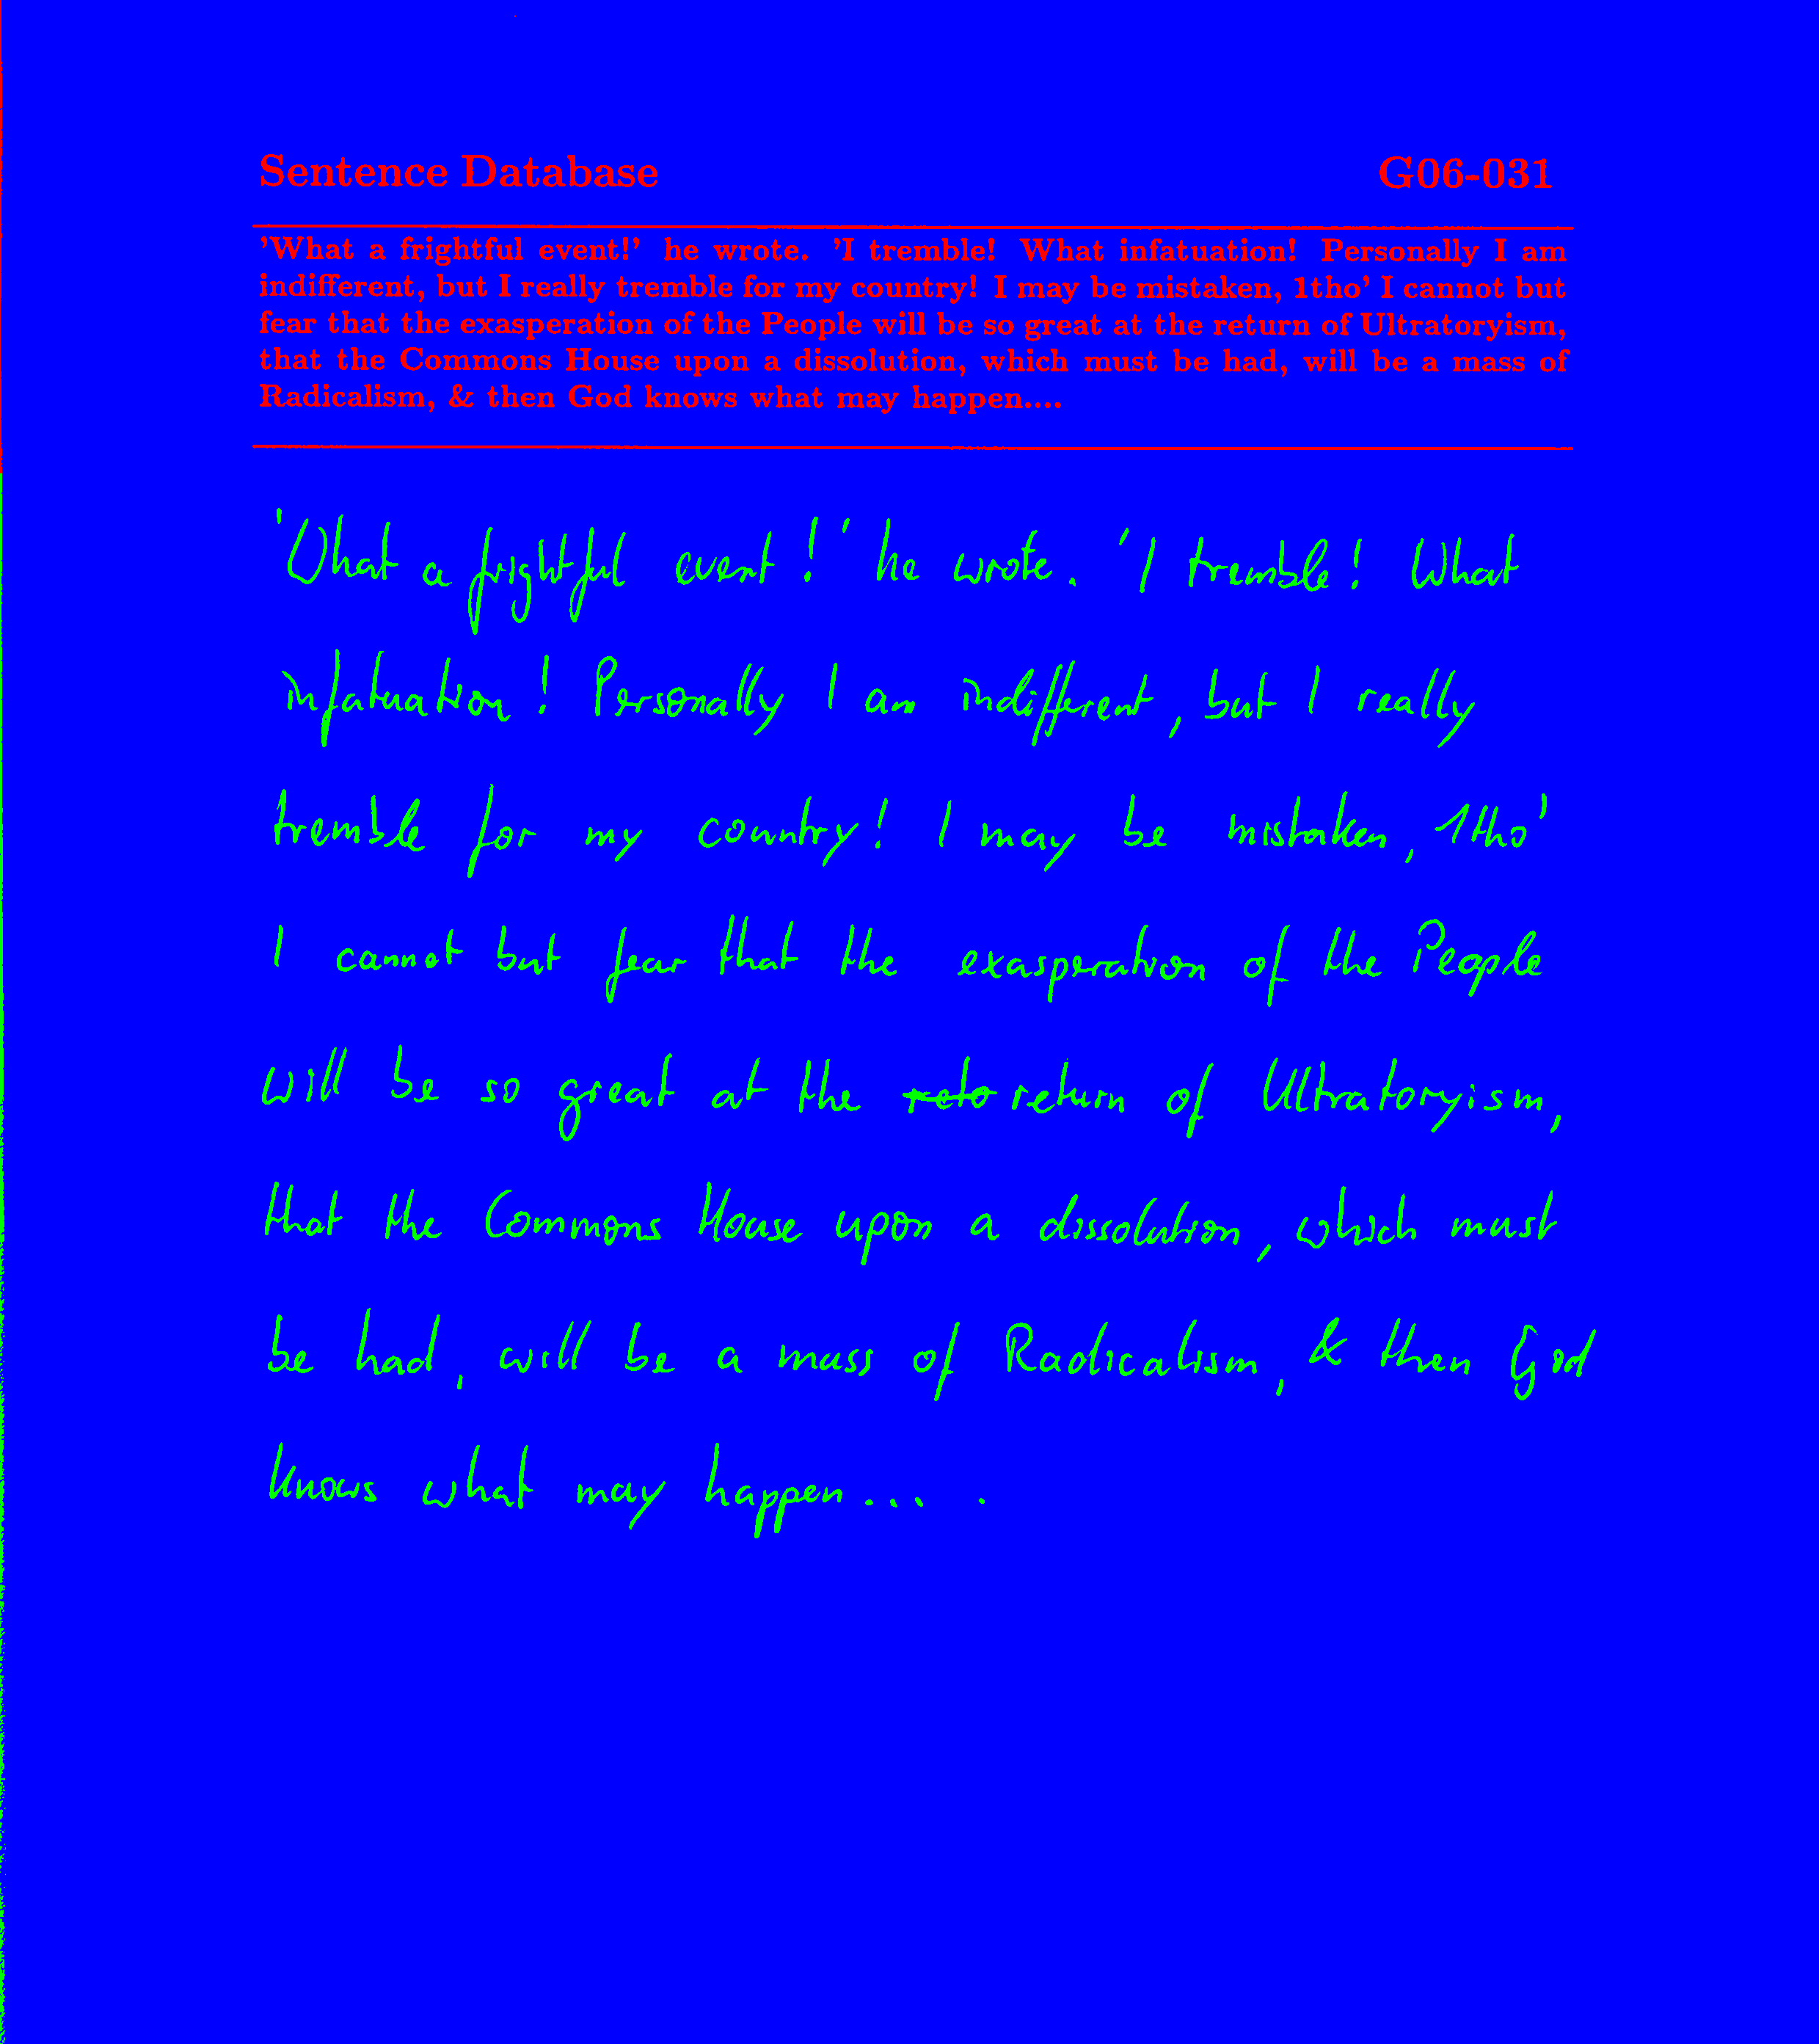 Sentence Database G06-031
'What a frightful event!' he wrote. 'I tremble! What infatuation! Personally I am
indifferent, but I really tremble for my country! I may be mistaken, 1tho' I cannot but
fear that the exasperation of the People will be so great at the return of Ultratoryism,
that the Commons House upon a dissolution, which must be had, will be a mass of
Radicalism, & then God knows what may happen....
'What a frightful event!' he wrote. 'I tremble! What
infatuation! Personally I am indifferent, but I really
tremble for my country! I may be mistaken, 1tho'
I cannot but fear that the exasperation of the People
will be so great at the reto return of Ultratoryism,
that the Commons House upon a dissolution, which must
be had, will be a mass of Radicalism, & then God
knows what may happen... .